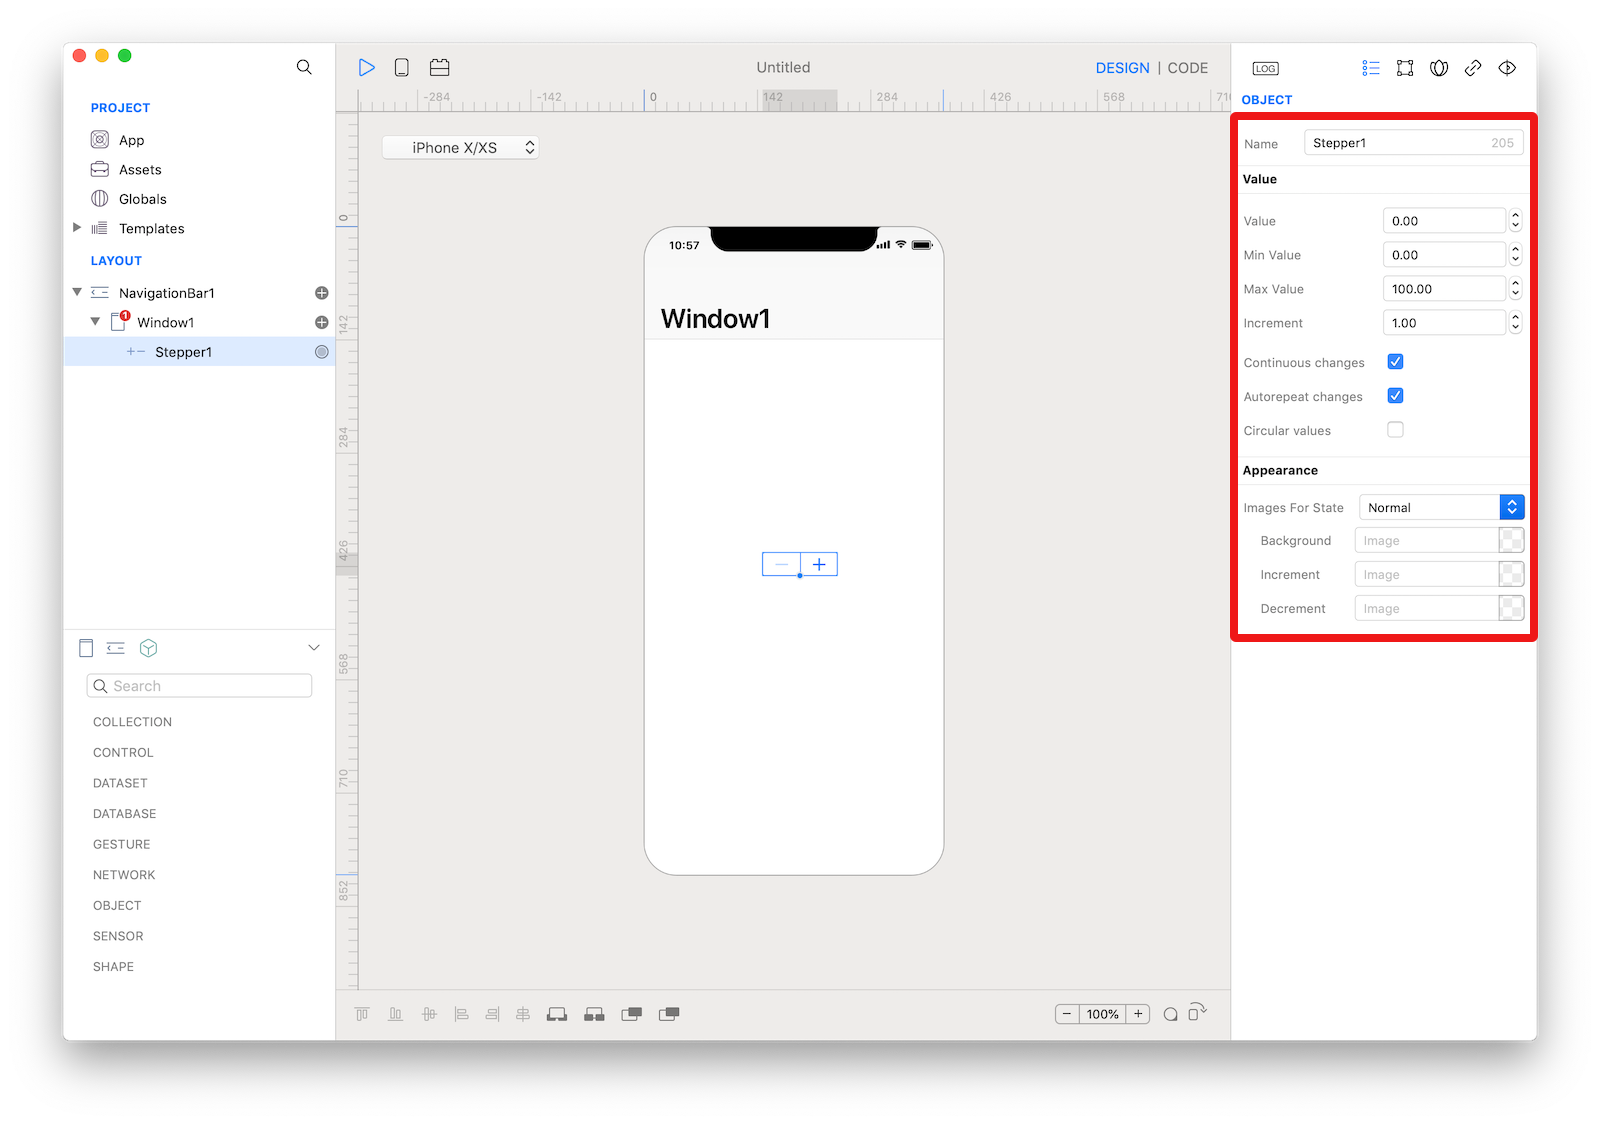 PROJECT
App
Assets
Globals
Templates
LAYOUT
NavigationBar1
1
Window1
Stepper1
Search
COLLECTION
CONTROL
DATASET
DATABASE
GESTURE
NETWORK
OBJECT
SENSOR
SHAPE
Untitled
DESIGN | CODE
-284 -142 0 142 284 426 568 710
iPhone X/XS
0
142
284
426
568
710
852
10:57
Window1
100%
LOG
OBJECT
Name Stepper1 205
Value
Value 0.00
Min Value 0.00
Max Value 100.00
Increment 1.00
Continuous changes
Autorepeat changes
Circular values
Appearance
Images For State Normal
Background Image
Increment Image
Decrement Image